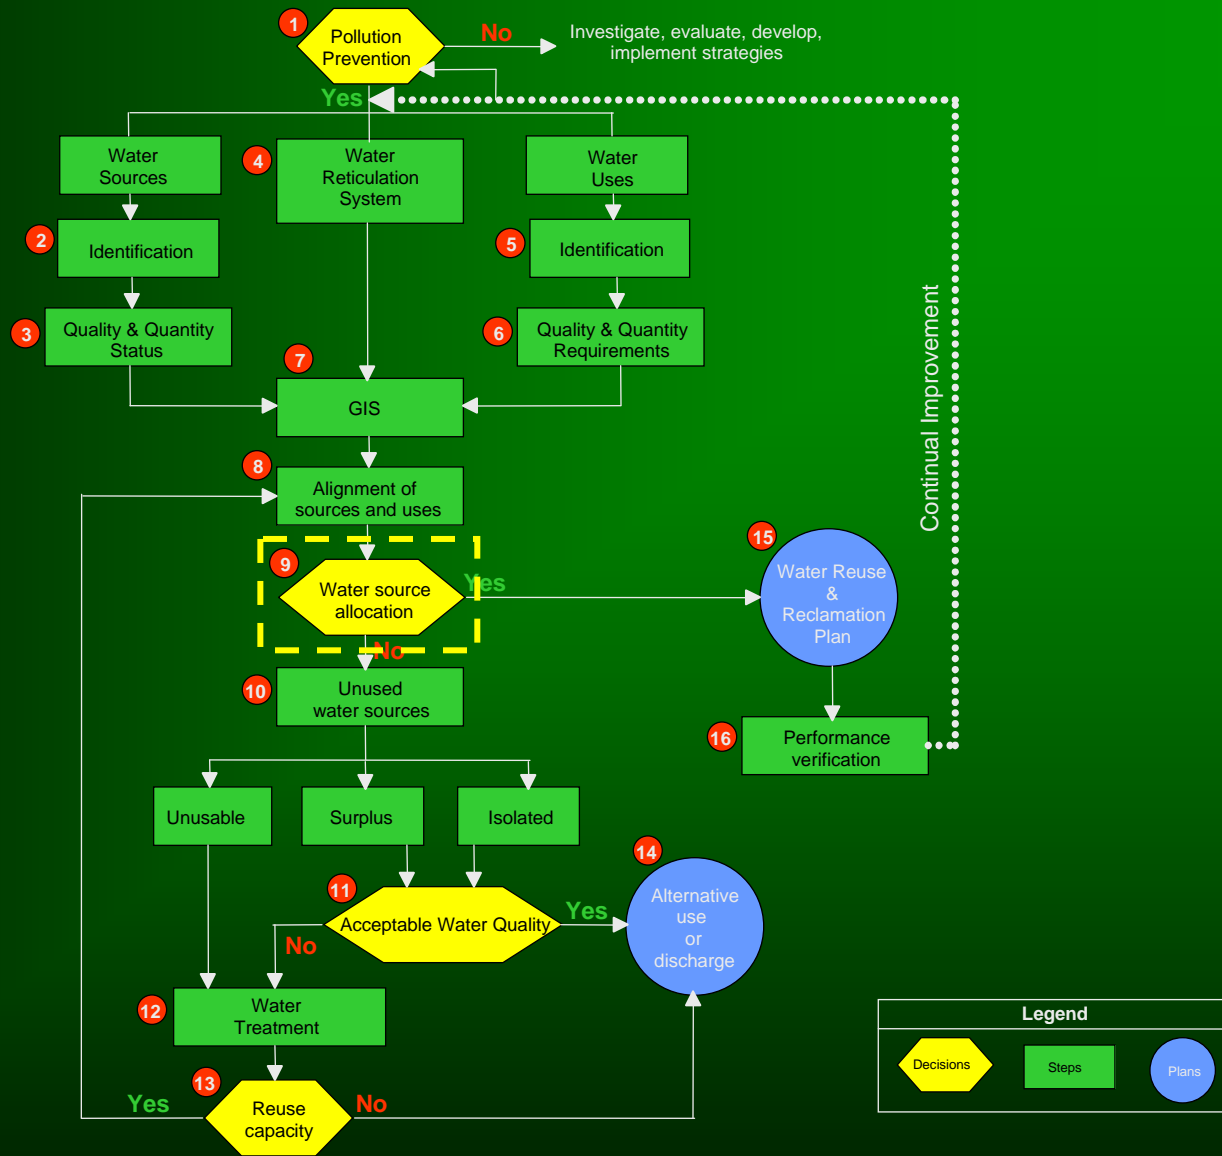 1
Pollution
Prevention
No
Investigate, evaluate, develop,
implement strategies
Yes
Water
Sources
4
Water
Reticulation
System
Water
Uses
2
Identification
5
Identification
3
Quality & Quantity
Status
6
Quality & Quantity
Requirements
7
GIS
8
Alignment of
sources and uses
9
Water source
allocation
Yes
No
15
Water Reuse
&
Reclamation
Plan
Continual Improvement
10
Unused
water sources
16
Performance
verification
Unusable
Surplus
Isolated
11
Acceptable Water Quality
Yes
No
14
Alternative
use
or
discharge
12
Water
Treatment
13
Reuse
capacity
Yes
No
Legend
Decisions
Steps
Plans